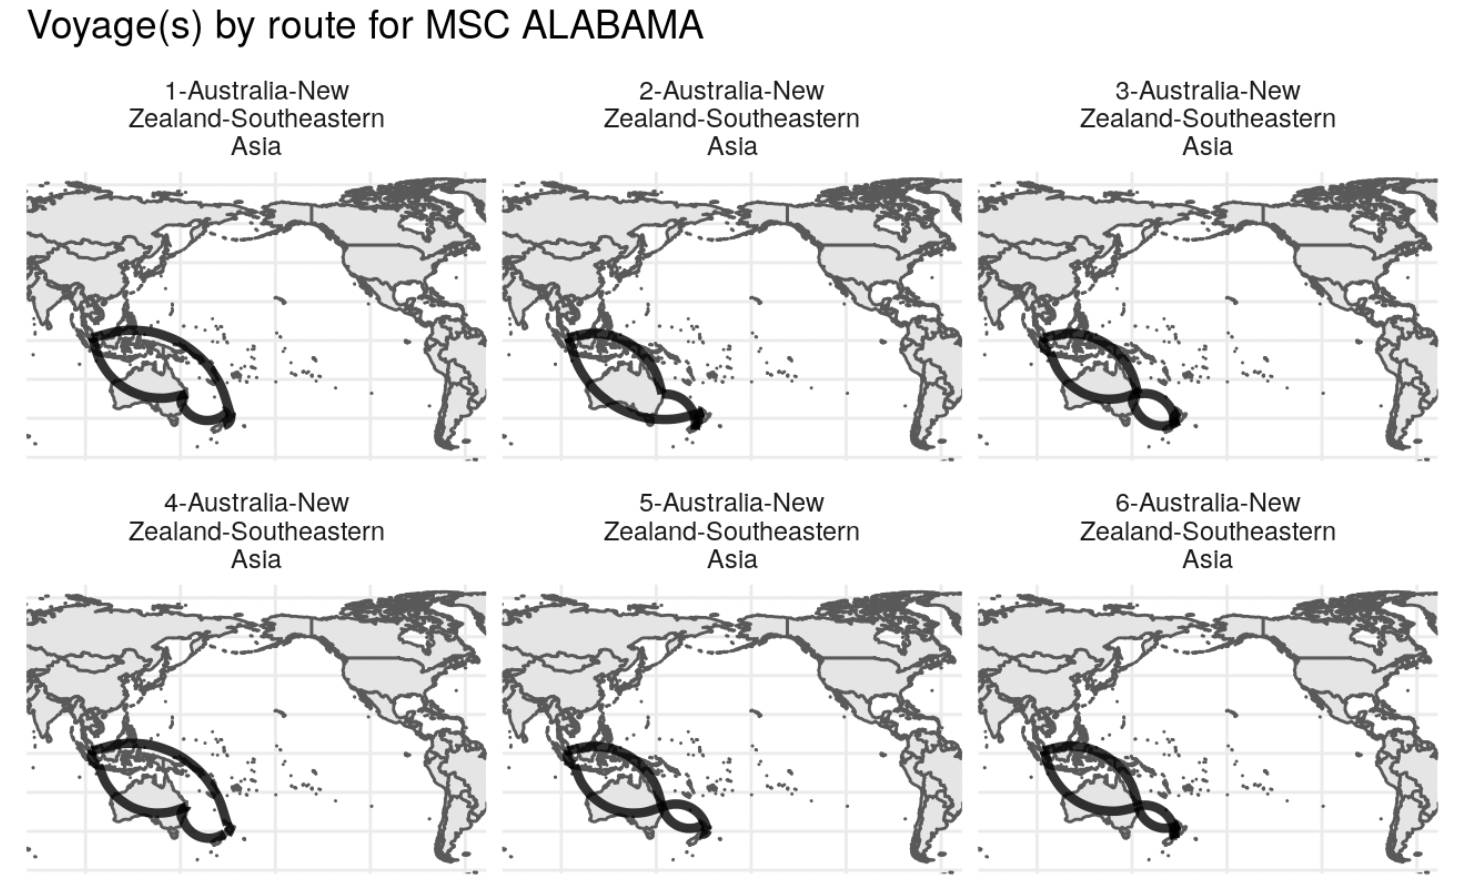 Voyage(s) by route for MSC ALABAMA
1-Australia-New
Zealand-Southeastern
Asia
2-Australia-New
Zealand-Southeastern
Asia
3-Australia-New
Zealand-Southeastern
Asia
4-Australia-New
Zealand-Southeastern
Asia
5-Australia-New
Zealand-Southeastern
Asia
6-Australia-New
Zealand-Southeastern
Asia